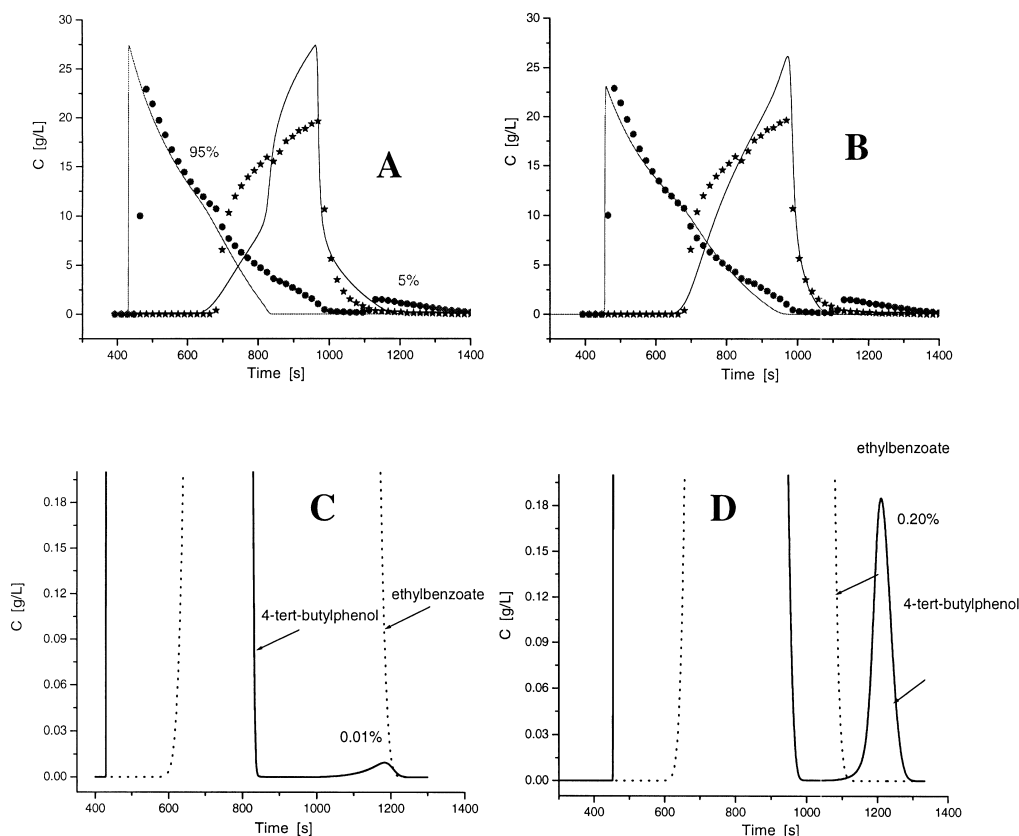 30
25
20
15
10
5
0
C [g/L]
95%
A
5%
400 600 800 1000 1200 1400
Time [s]
30
25
20
15
10
5
0
C [g/L]
B
400 600 800 1000 1200 1400
Time [s]
0.18
0.15
0.12
0.09
0.06
0.03
0.00
C [g/L]
C
ethylbenzoate
4-tert-butylphenol
0.01%
400 600 800 1000 1200 1400
Time [s]
ethylbenzoate
0.18
0.15
0.12
0.09
0.06
0.03
0.00
C [g/L]
D
0.20%
4-tert-butylphenol
400 600 800 1000 1200 1400
Time [s]